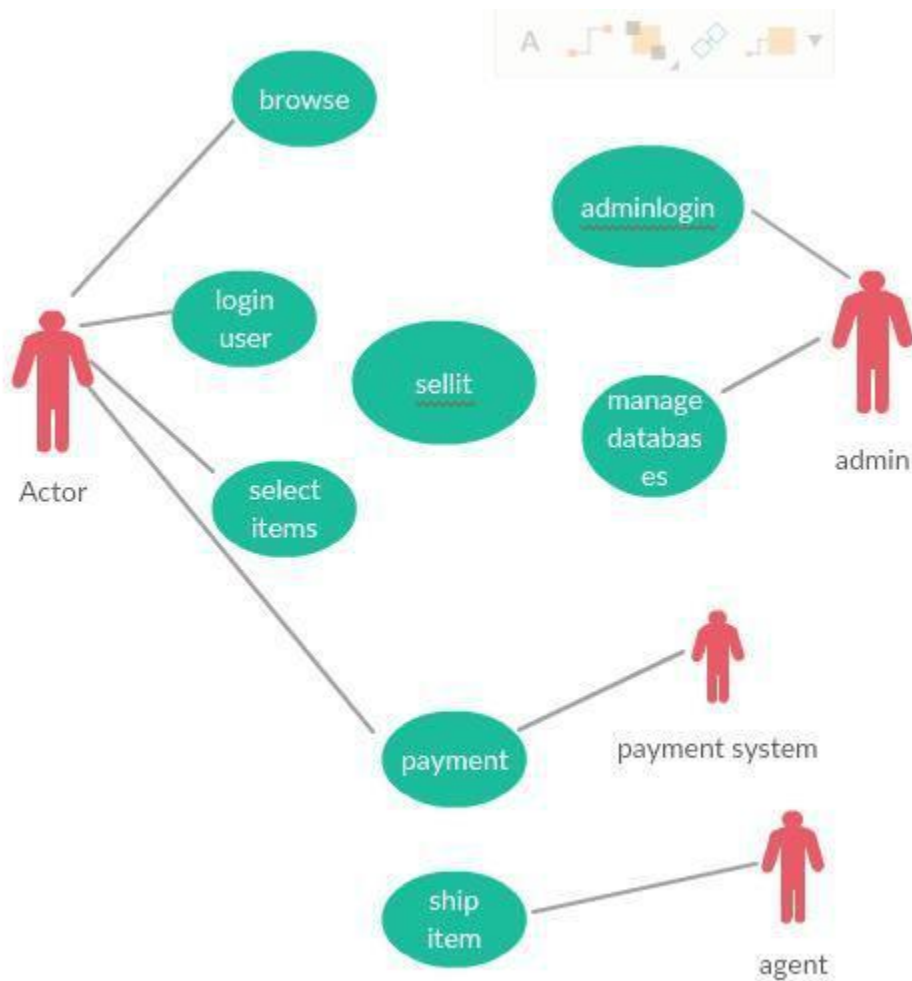 A
browse
adminlogin
login
user
sellit
manage
databas
es
admin
Actor
select
items
payment system
payment
ship
item
agent